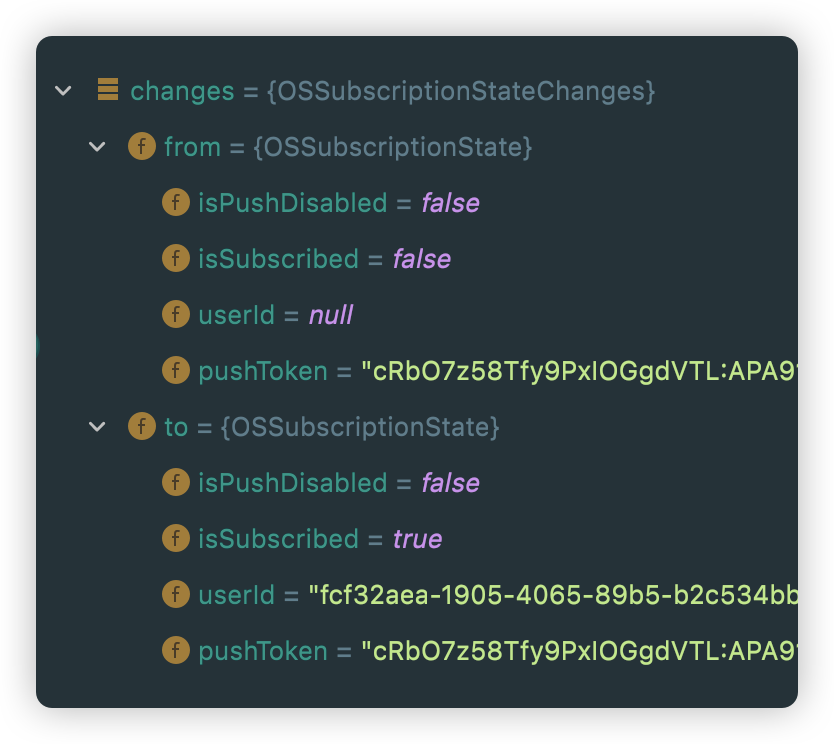 changes = {OSSubscriptionStateChanges}
f from = {OSSubscriptionState}
f isPushDisabled = false
f isSubscribed = false
f userId = null
f pushToken = "cRbO7z58Tfy9PxIOGgdVTL:APA9
f to = {OSSubscriptionState}
f isPushDisabled = false
f isSubscribed = true
f userId = "fcf32aea-1905-4065-89b5-b2c534bb
f pushToken = "cRbO7z58Tfy9PxIOGgdVTL:APA9